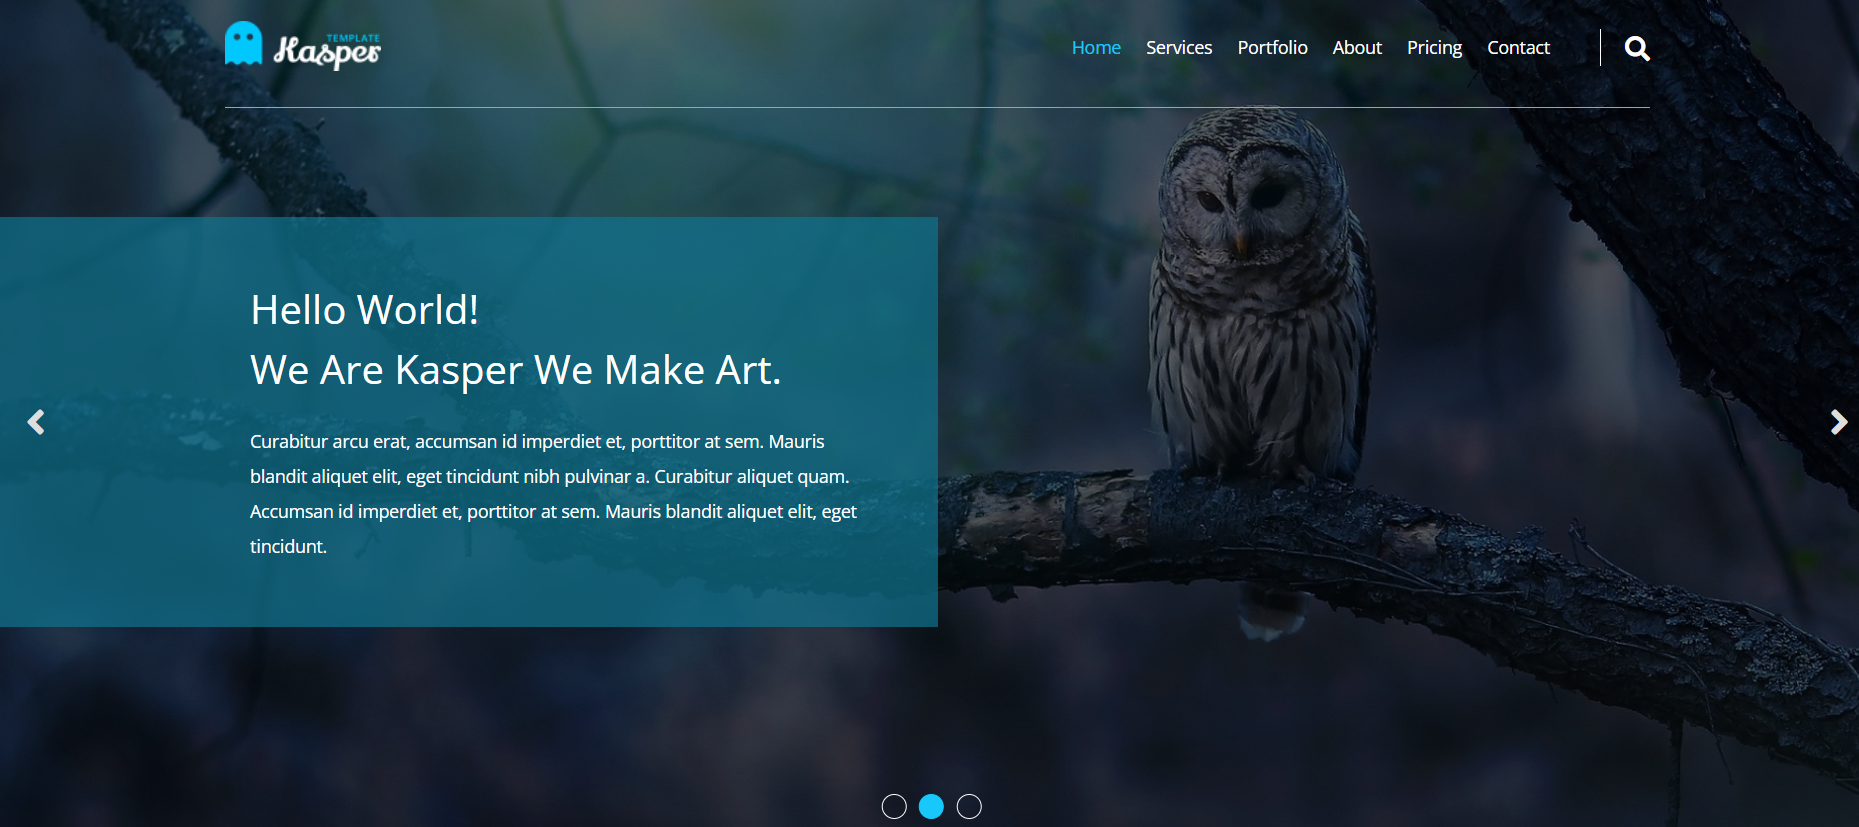 TEMPLATE
Kasper
Home Services Portfolio About Pricing Contact
Hello World!
We Are Kasper We Make Art.
Curabitur arcu erat, accumsan id imperdiet et, porttitor at sem. Mauris
blandit aliquet elit, eget tincidunt nibh pulvinar a. Curabitur aliquet quam.
Accumsan id imperdiet et, porttitor at sem. Mauris blandit aliquet elit, eget
tincidunt.